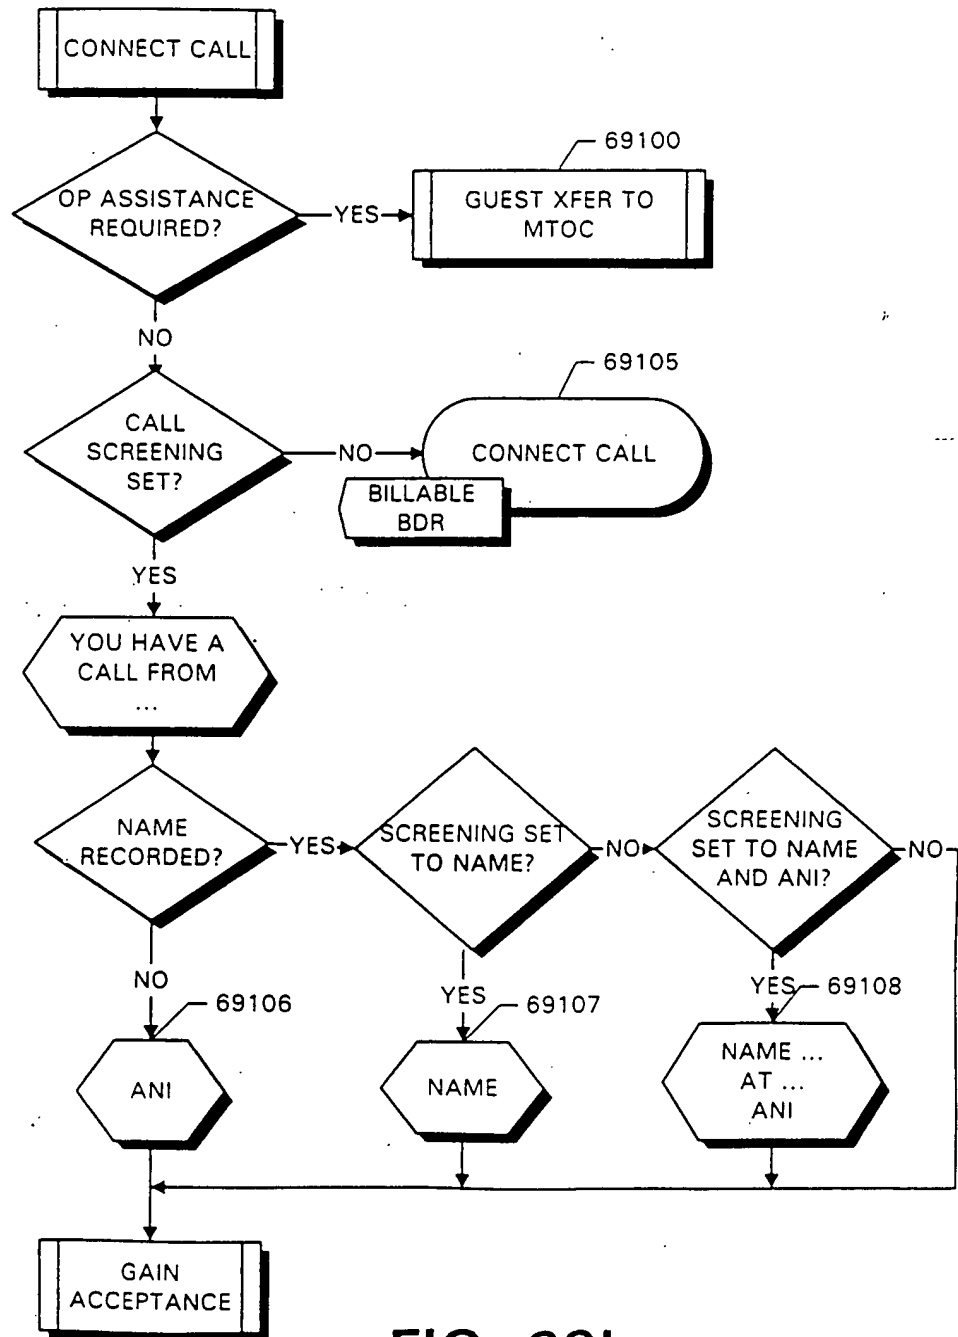 CONNECT CALL
OP ASSISTANCE
REQUIRED?
YES
69100
GUEST XFER TO
MTOC
NO
CALL
SCREENING
SET?
NO
69105
CONNECT CALL
BILLABLE
BDR
YES
YOU HAVE A
CALL FROM
...
NAME
RECORDED?
YES
SCREENING SET
TO NAME?
NO
SCREENING
SET TO NAME
AND ANI?
NO
NO
69106
ANI
YES
69107
NAME
YES
69108
NAME ...
AT ...
ANI
GAIN
ACCEPTANCE